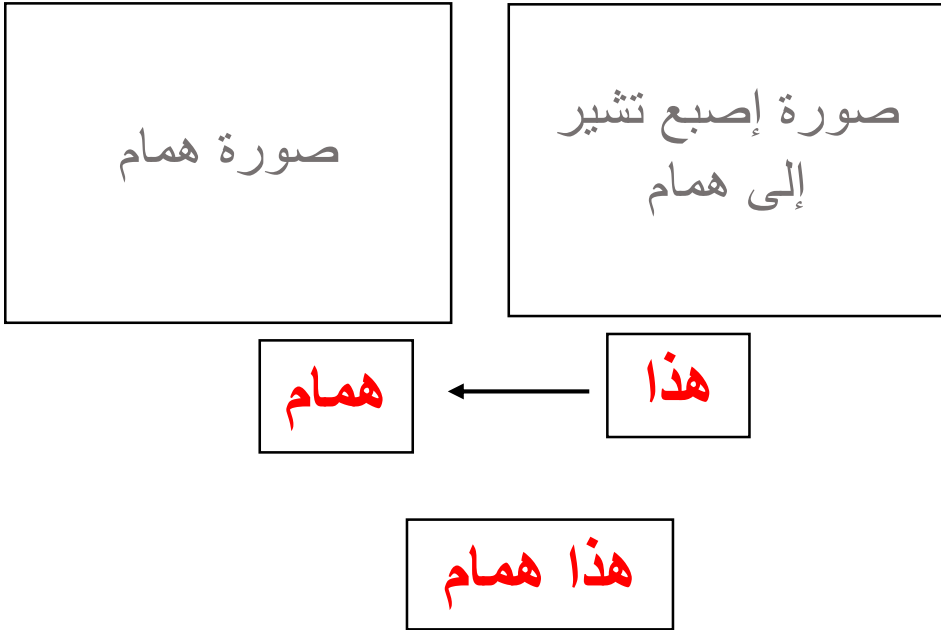 صورة إصبع تشير
إلى همام
صورة همام
هذا
همام
هذا همام